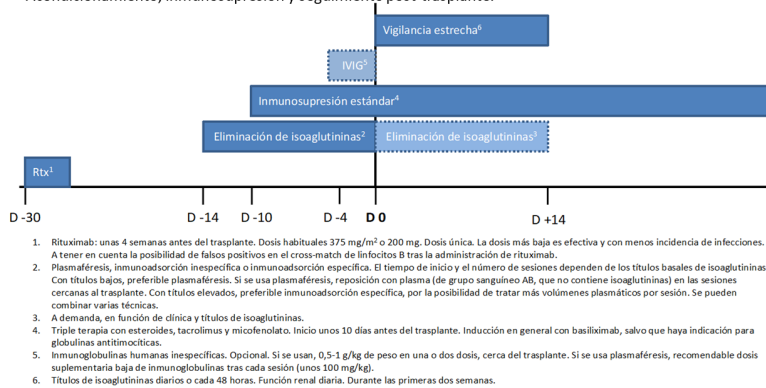 Acondicionamiento, inmunosupresión y seguimiento post-trasplante.
Vigilancia estrecha6
IVIG5
Inmunosupresión estándar4
Eliminación de isoaglutininas2 Eliminación de isoaglutininas3
Rtx1
D -30 D -14 D -10 D -4 D 0 D +14
1. Rituximab: unas 4 semanas antes del trasplante. Dosis habituales 375 mg/m2 o 200 mg. Dosis única. La dosis más baja es efectiva y con menos incidencia de infecciones.
A tener en cuenta la posibilidad de falsos positivos en el cross-match de linfocitos B tras la administración de rituximab.
2. Plasmaféresis, inmunoadsorción inespecífica o inmunoadsorción específica. El tiempo de inicio y el número de sesiones dependen de los títulos basales de isoaglutininas
Con títulos bajos, preferible plasmaféresis. Si se usa plasmaféresis, reposición con plasma (de grupo sanguíneo AB, que no contiene isoaglutininas) en las sesiones
cercanas al trasplante. Con títulos elevados, preferible inmunoadsorción específica, por la posibilidad de tratar más volúmenes plasmáticos por sesión. Se pueden
combinar varias técnicas.
3. A demanda, en función de clínica y títulos de isoaglutininas.
4. Triple terapia con esteroides, tacrolimus y micofenolato. Inicio unos 10 días antes del trasplante. Inducción en general con basiliximab, salvo que haya indicación para
globulinas antitimocíticas.
5. Inmunoglobulinas humanas inespecíficas. Opcional. Si se usan, 0,5-1 g/kg de peso en una o dos dosis, cerca del trasplante. Si se usa plasmaféresis, recomendable dosis
suplementaria baja de inmunoglobulinas tras cada sesión (unos 100 mg/kg).
6. Títulos de isoaglutininas diarios o cada 48 horas. Función renal diaria. Durante las primeras dos semanas.